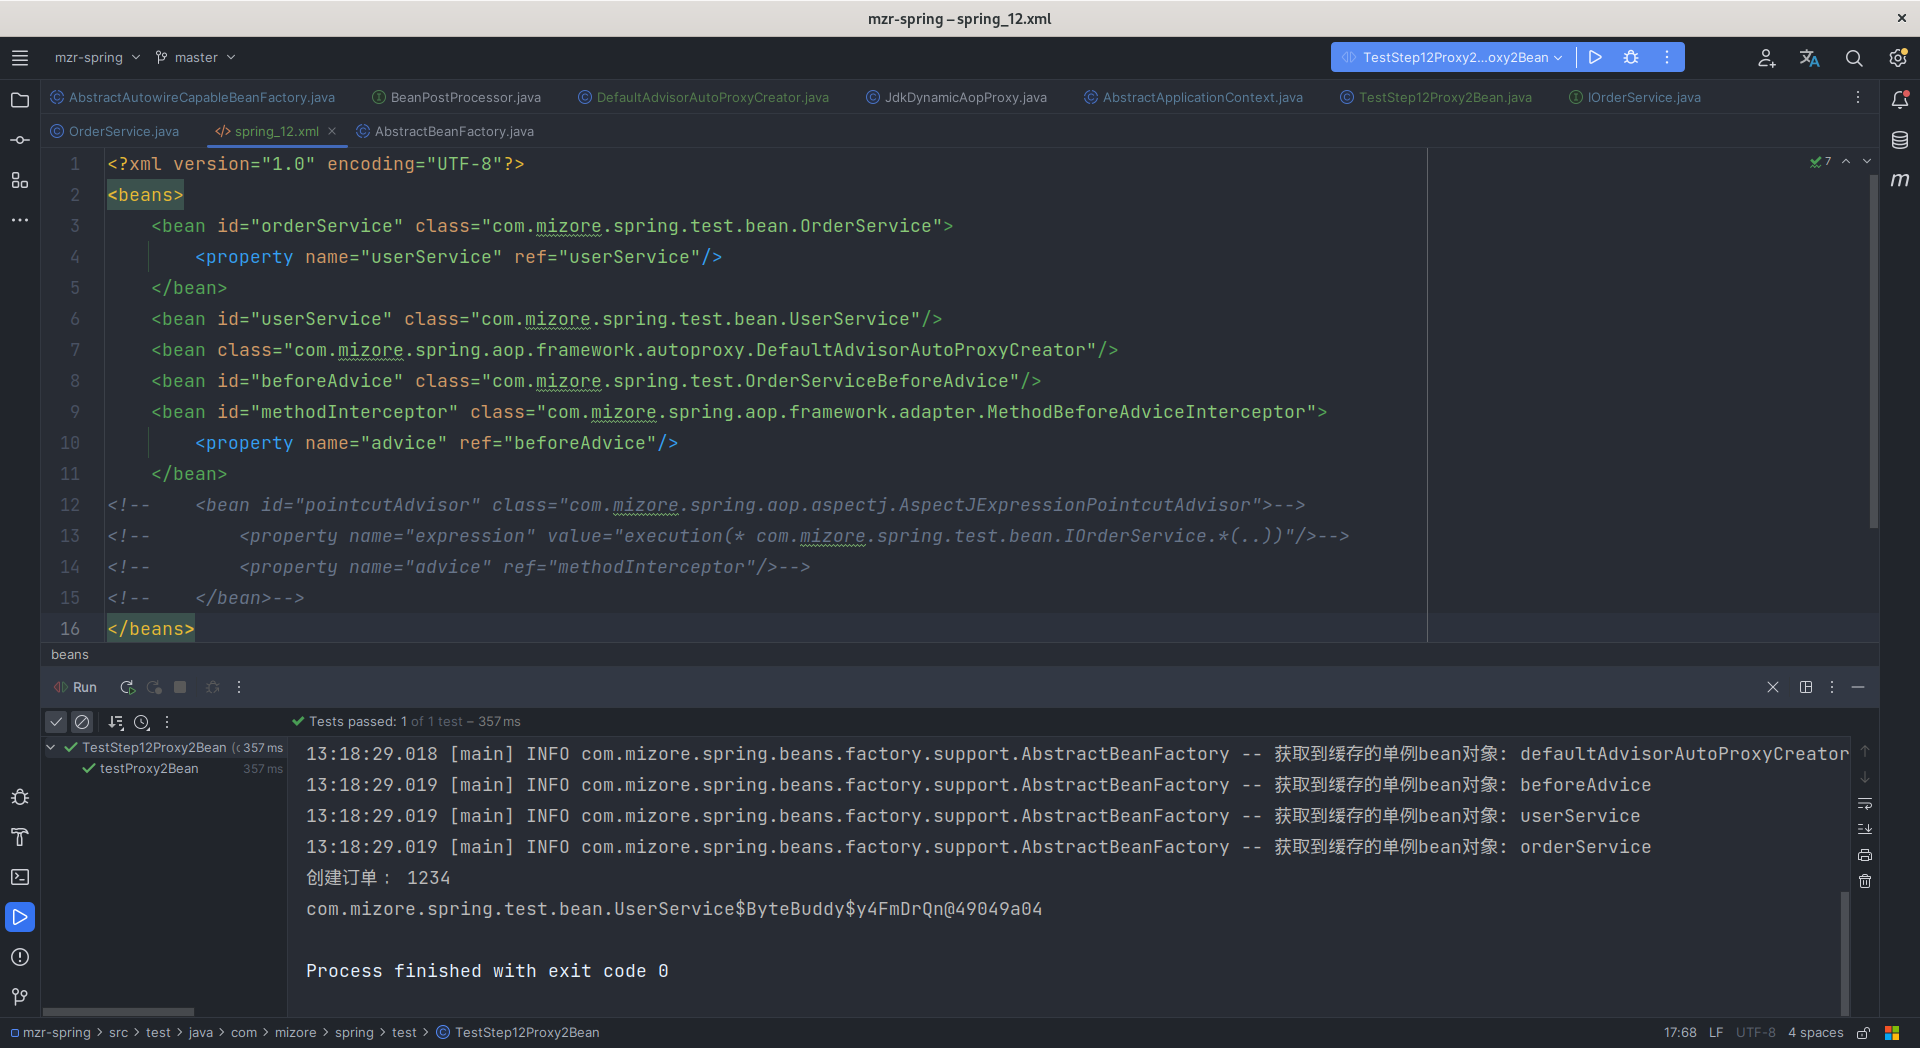 mzr-spring – spring_12.xml
mzr-spring
master
TestStep12Proxy2...oxy2Bean
AbstractAutowireCapableBeanFactory.java
BeanPostProcessor.java
DefaultAdvisorAutoProxyCreator.java
JdkDynamicAopProxy.java
AbstractApplicationContext.java
TestStep12Proxy2Bean.java
IOrderService.java
OrderService.java
spring_12.xml
AbstractBeanFactory.java
7
1 <?xml version="1.0" encoding="UTF-8"?>
2 <beans>
3     <bean id="orderService" class="com.mizore.spring.test.bean.OrderService">
4         <property name="userService" ref="userService"/>
5     </bean>
6     <bean id="userService" class="com.mizore.spring.test.bean.UserService"/>
7     <bean class="com.mizore.spring.aop.framework.autoproxy.DefaultAdvisorAutoProxyCreator"/>
8     <bean id="beforeAdvice" class="com.mizore.spring.test.OrderServiceBeforeAdvice"/>
9     <bean id="methodInterceptor" class="com.mizore.spring.aop.framework.adapter.MethodBeforeAdviceInterceptor">
10         <property name="advice" ref="beforeAdvice"/>
11     </bean>
12 <!--    <bean id="pointcutAdvisor" class="com.mizore.spring.aop.aspectj.AspectJExpressionPointcutAdvisor">-->
13 <!--        <property name="expression" value="execution(* com.mizore.spring.test.bean.IOrderService.*(..))"/>-->
14 <!--        <property name="advice" ref="methodInterceptor"/>-->
15 <!--    </bean>-->
16 </beans>
beans
Run
Tests passed: 1 of 1 test – 357 ms
TestStep12Proxy2Bean (c 357 ms
testProxy2Bean 357 ms
13:18:29.018 [main] INFO com.mizore.spring.beans.factory.support.AbstractBeanFactory -- 获取到缓存的单例bean对象: defaultAdvisorAutoProxyCreator
13:18:29.019 [main] INFO com.mizore.spring.beans.factory.support.AbstractBeanFactory -- 获取到缓存的单例bean对象: beforeAdvice
13:18:29.019 [main] INFO com.mizore.spring.beans.factory.support.AbstractBeanFactory -- 获取到缓存的单例bean对象: userService
13:18:29.019 [main] INFO com.mizore.spring.beans.factory.support.AbstractBeanFactory -- 获取到缓存的单例bean对象: orderService
创建订单： 1234
com.mizore.spring.test.bean.UserService$ByteBuddy$y4FmDrQn@49049a04
Process finished with exit code 0
mzr-spring > src > test > java > com > mizore > spring > test > TestStep12Proxy2Bean
17:68 LF UTF-8 4 spaces